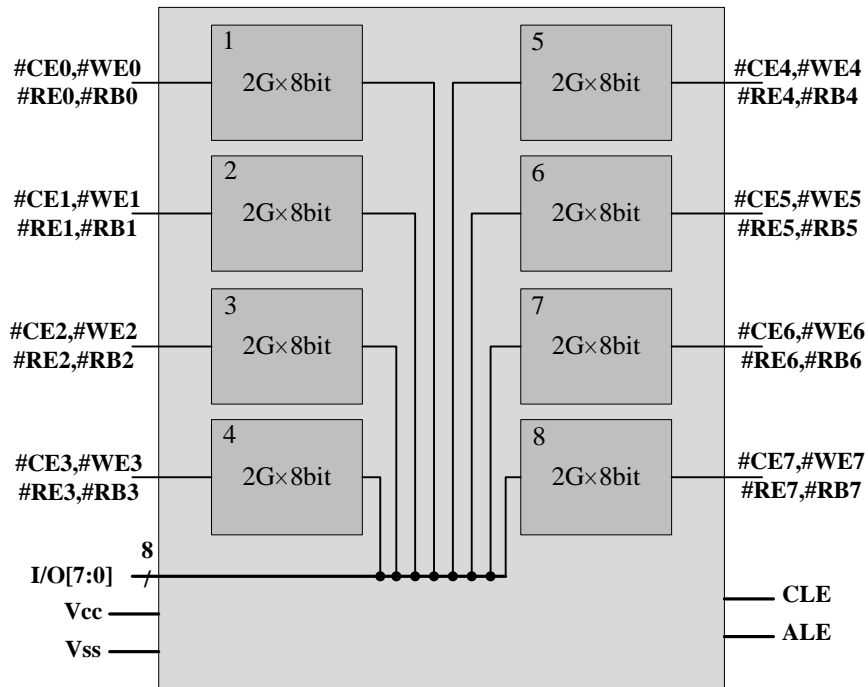 1
2G×8bit
#CE0,#WE0
#RE0,#RB0
5
2G×8bit
#CE4,#WE4
#RE4,#RB4
2
2G×8bit
#CE1,#WE1
#RE1,#RB1
6
2G×8bit
#CE5,#WE5
#RE5,#RB5
3
2G×8bit
#CE2,#WE2
#RE2,#RB2
7
2G×8bit
#CE6,#WE6
#RE6,#RB6
4
2G×8bit
#CE3,#WE3
#RE3,#RB3
8
2G×8bit
#CE7,#WE7
#RE7,#RB7
8
I/O[7:0]
Vcc
Vss
CLE
ALE